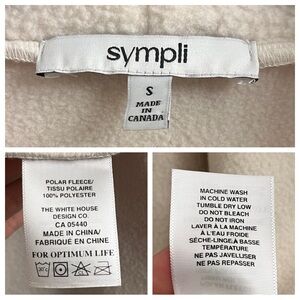 sympli
S
MADE
IN
CANADA
POLAR FLEECE/
TISSU POLAIRE
100% POLYESTER
THE WHITE HOUSE
DESIGN CO.
CA 05440
MADE IN CHINA/
FABRIQUÉ EN CHINE
FOR OPTIMUM LIFE
MACHINE WASH
IN COLD WATER
TUMBLE DRY LOW
DO NOT BLEACH
DO NOT IRON
LAVER À LA MACHINE
À L'EAU FROIDE
SÉCHE-LINGE,À BASSE
TEMPÉRATURE
NE PAS JAVELLISER
NE PAS REPASSER